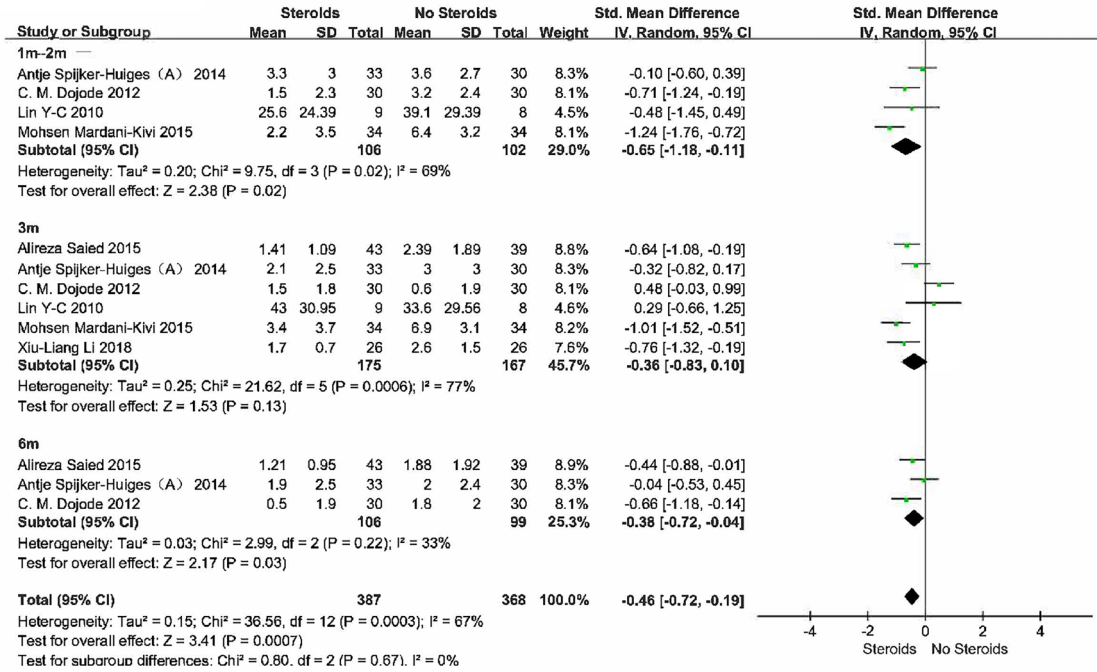 Steroids No Steroids Std. Mean Difference Std. Mean Difference
Study or Subgroup Mean SD Total Mean SD Total Weight IV, Random, 95% CI IV, Random, 95% CI
1m--2m
Antje Spijker-Huiges（A） 2014 3.3 3 33 3.6 2.7 30 8.3% -0.10 [-0.60, 0.39]
C. M. Dojode 2012 1.5 2.3 30 3.2 2.4 30 8.1% -0.71 [-1.24, -0.19]
Lin Y-C 2010 25.6 24.39 9 39.1 29.39 8 4.5% -0.48 [-1.45, 0.49]
Mohsen Mardani-Kivi 2015 2.2 3.5 34 6.4 3.2 34 8.1% -1.24 [-1.76, -0.72]
Subtotal (95% CI) 106 102 29.0% -0.65 [-1.18, -0.11]
Heterogeneity: Tau² = 0.20; Chi² = 9.75, df = 3 (P = 0.02); I² = 69%
Test for overall effect: Z = 2.38 (P = 0.02)
3m
Alireza Saied 2015 1.41 1.09 43 2.39 1.89 39 8.8% -0.64 [-1.08, -0.19]
Antje Spijker-Huiges（A） 2014 2.1 2.5 33 3 3 30 8.3% -0.32 [-0.82, 0.17]
C. M. Dojode 2012 1.5 1.8 30 0.6 1.9 30 8.2% 0.48 [-0.03, 0.99]
Lin Y-C 2010 43 30.95 9 33.6 29.56 8 4.6% 0.29 [-0.66, 1.25]
Mohsen Mardani-Kivi 2015 3.4 3.7 34 6.9 3.1 34 8.2% -1.01 [-1.52, -0.51]
Xiu-Liang Li 2018 1.7 0.7 26 2.6 1.5 26 7.6% -0.76 [-1.32, -0.19]
Subtotal (95% CI) 175 167 45.7% -0.36 [-0.83, 0.10]
Heterogeneity: Tau² = 0.25; Chi² = 21.62, df = 5 (P = 0.0006); I² = 77%
Test for overall effect: Z = 1.53 (P = 0.13)
6m
Alireza Saied 2015 1.21 0.95 43 1.88 1.92 39 8.9% -0.44 [-0.88, -0.01]
Antje Spijker-Huiges（A） 2014 1.9 2.5 33 2 2.4 30 8.3% -0.04 [-0.53, 0.45]
C. M. Dojode 2012 0.5 1.9 30 1.8 2 30 8.1% -0.66 [-1.18, -0.14]
Subtotal (95% CI) 106 99 25.3% -0.38 [-0.72, -0.04]
Heterogeneity: Tau² = 0.03; Chi² = 2.99, df = 2 (P = 0.22); I² = 33%
Test for overall effect: Z = 2.17 (P = 0.03)
Total (95% CI) 387 368 100.0% -0.46 [-0.72, -0.19]
Heterogeneity: Tau² = 0.15; Chi² = 36.56, df = 12 (P = 0.0003); I² = 67%
-4 -2 0 2 4
Test for overall effect: Z = 3.41 (P = 0.0007)
Steroids No Steroids
Test for subgroup differences: Chi² = 0.80, df = 2 (P = 0.67), I² = 0%